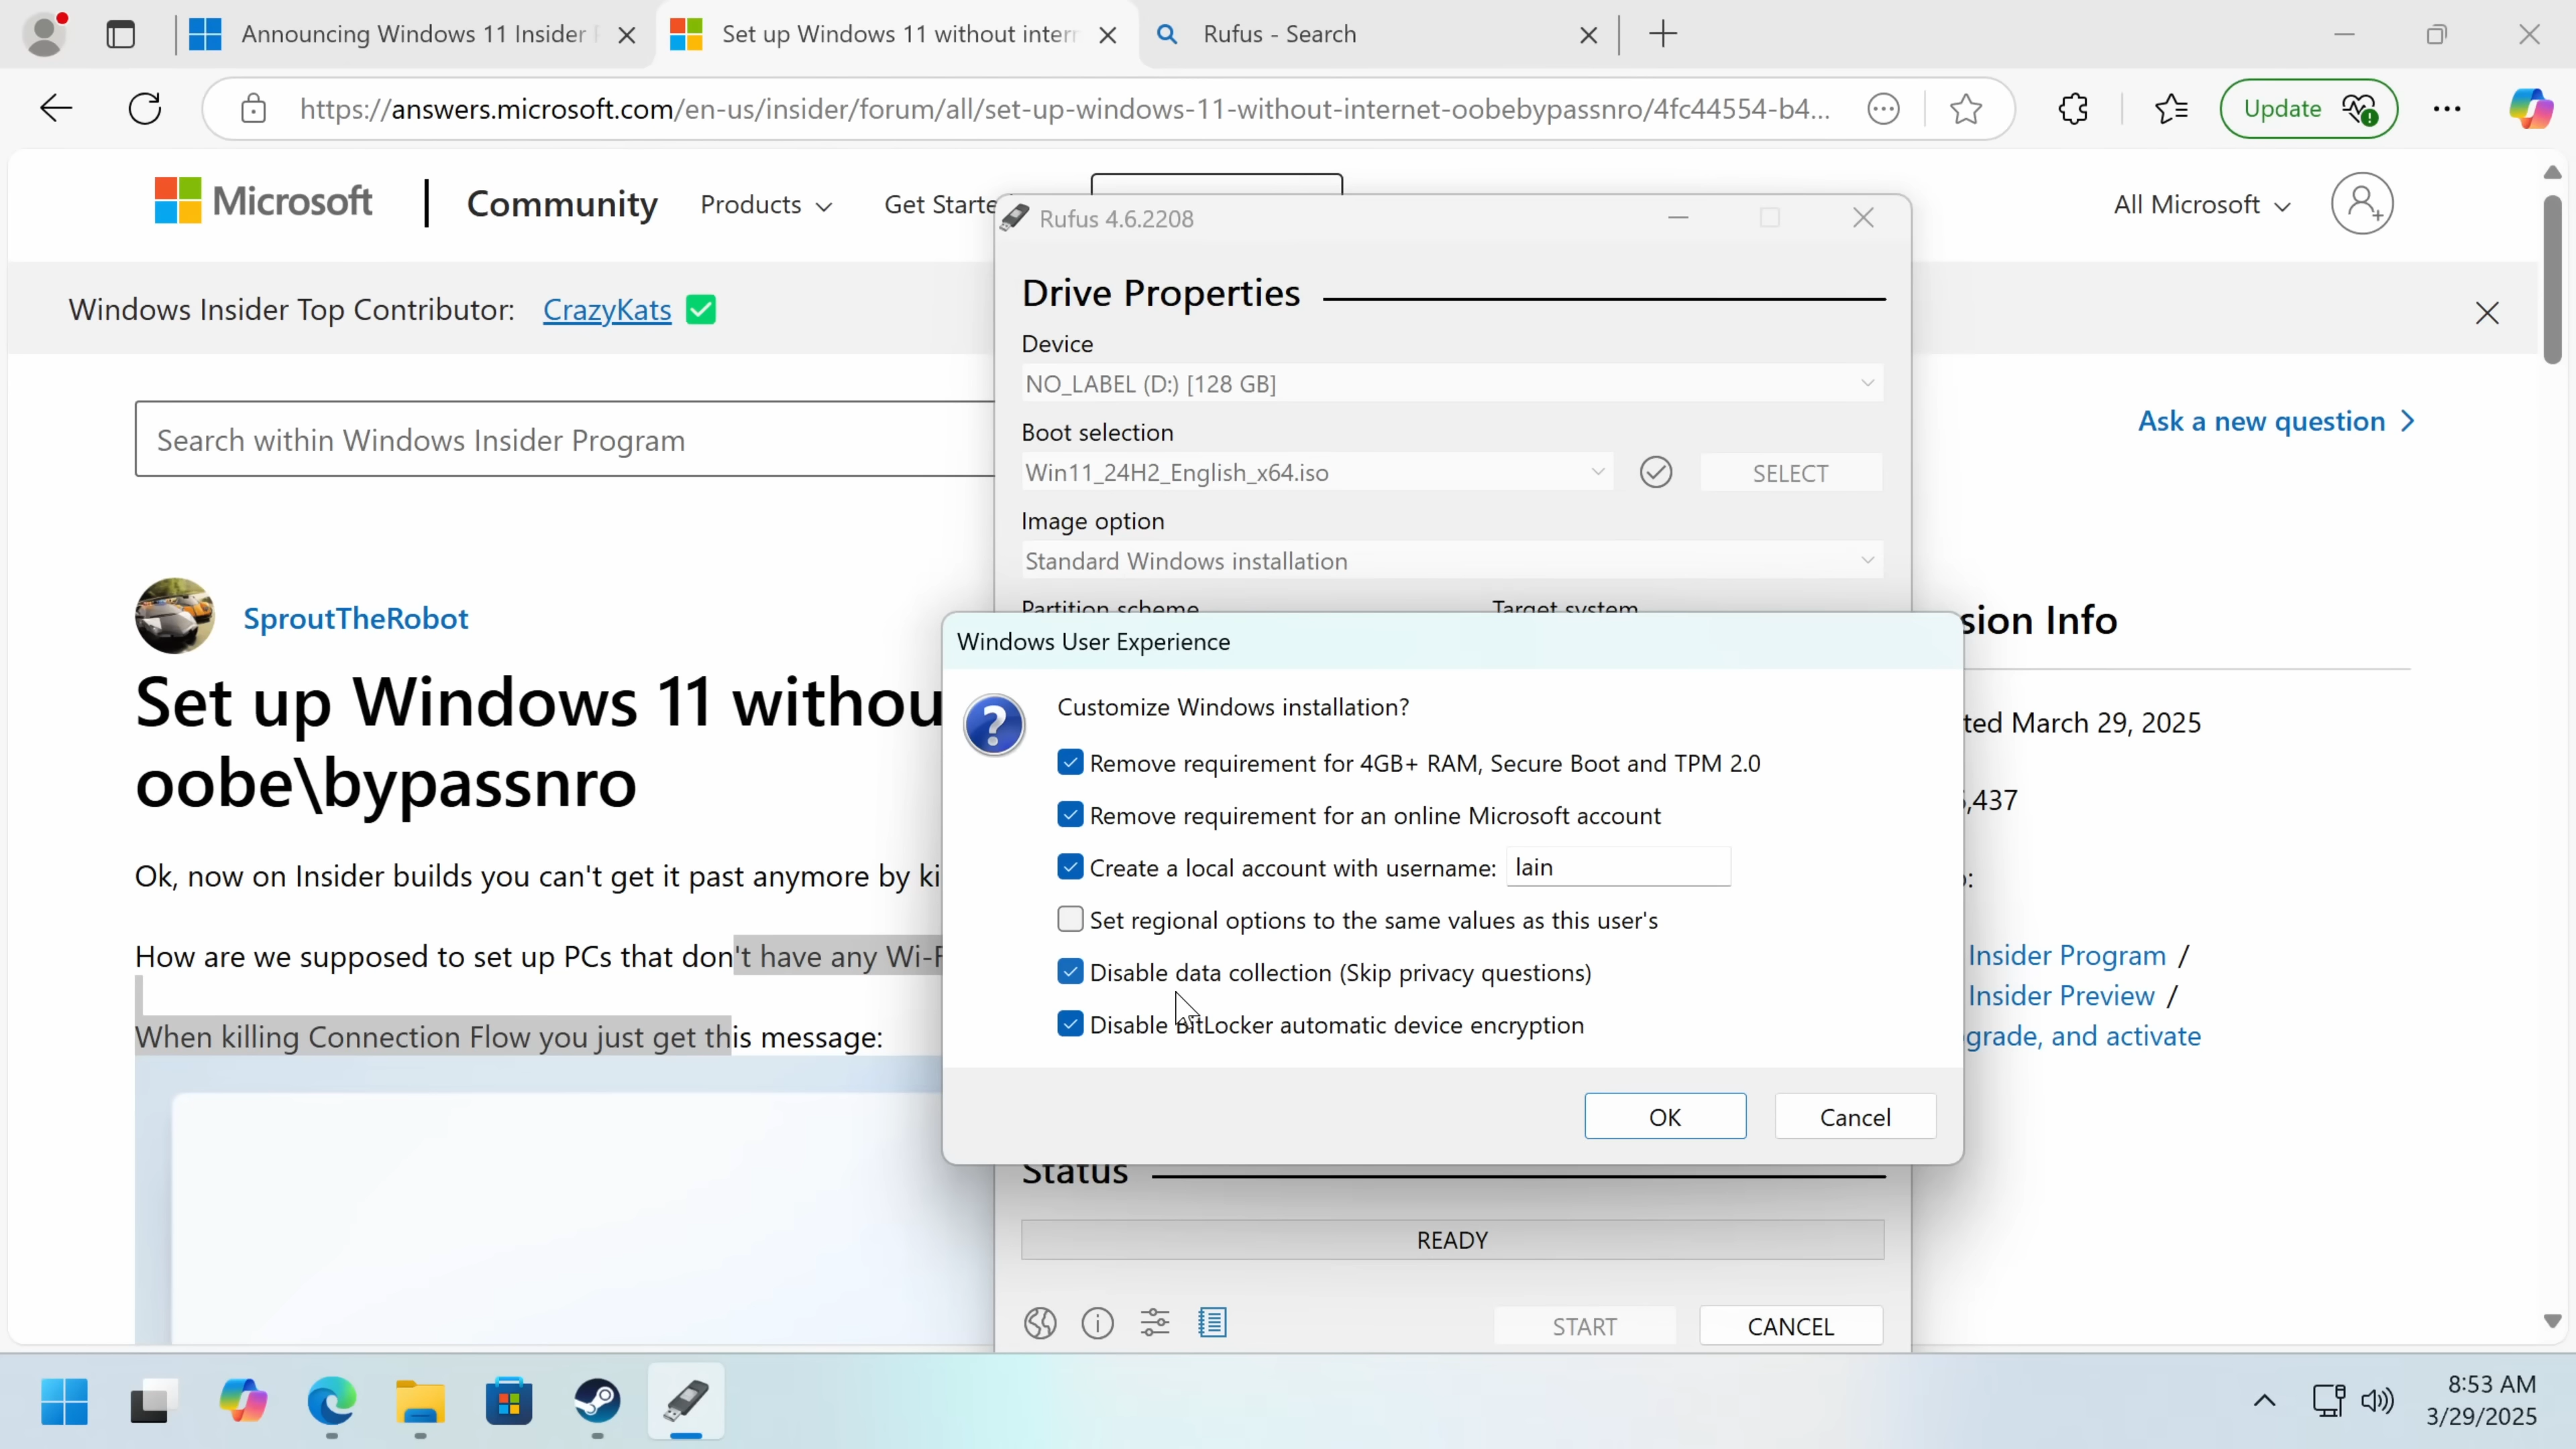 Announcing Windows 11 Insider
Set up Windows 11 without intern
Rufus - Search
https://answers.microsoft.com/en-us/insider/forum/all/set-up-windows-11-without-internet-oobebypassnro/4fc44554-b4...
Update
Microsoft
Community
Products
Get Starte
All Microsoft
Windows Insider Top Contributor: CrazyKats
Search within Windows Insider Program
Ask a new question
SproutTheRobot
Set up Windows 11 withou
oobe\bypassnro
Ok, now on Insider builds you can't get it past anymore by ki
How are we supposed to set up PCs that don't have any Wi-F
When killing Connection Flow you just get this message:
sion Info
ted March 29, 2025
,437
Insider Program /
Insider Preview /
grade, and activate
Rufus 4.6.2208
Drive Properties
Device
NO_LABEL (D:) [128 GB]
Boot selection
Win11_24H2_English_x64.iso
SELECT
Image option
Standard Windows installation
Partition scheme
Target system
Windows User Experience
Customize Windows installation?
Remove requirement for 4GB+ RAM, Secure Boot and TPM 2.0
Remove requirement for an online Microsoft account
Create a local account with username: lain
Set regional options to the same values as this user's
Disable data collection (Skip privacy questions)
Disable BitLocker automatic device encryption
OK
Cancel
Status
READY
START
CANCEL
8:53 AM
3/29/2025